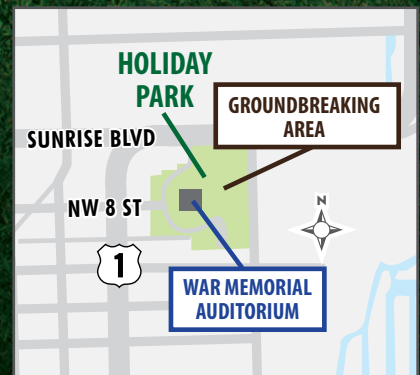 HOLIDAY
PARK
GROUNDBREAKING
AREA
SUNRISE BLVD
NW 8 ST
N
1
WAR MEMORIAL
AUDITORIUM